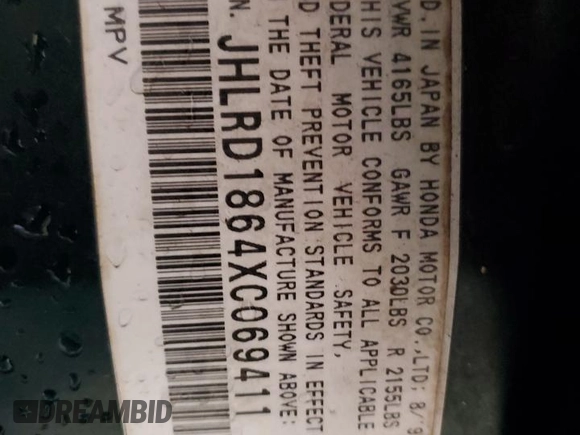 D. IN JAPAN BY HONDA MOTOR CO.,LTD; 8/9
VWR 4165LBS GAWR F 2030LBS R 2155LBS
THIS VEHICLE CONFORMS TO ALL APPLICABLE
DERAL MOTOR VEHICLE SAFETY,
D THEFT PREVENTION STANDARDS IN EFFECT
THE DATE OF MANUFACTURE SHOWN ABOVE:
N. JHLRD1864XC069411
MPV
DREAMBID